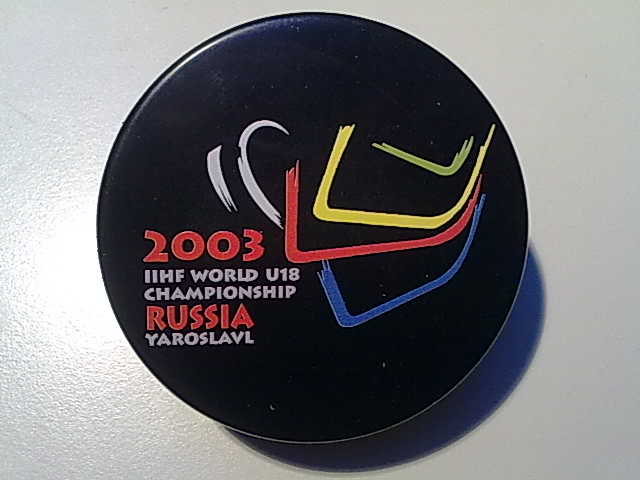 2003
IIHF WORLD U18
CHAMPIONSHIP
RUSSIA
YAROSLAVL